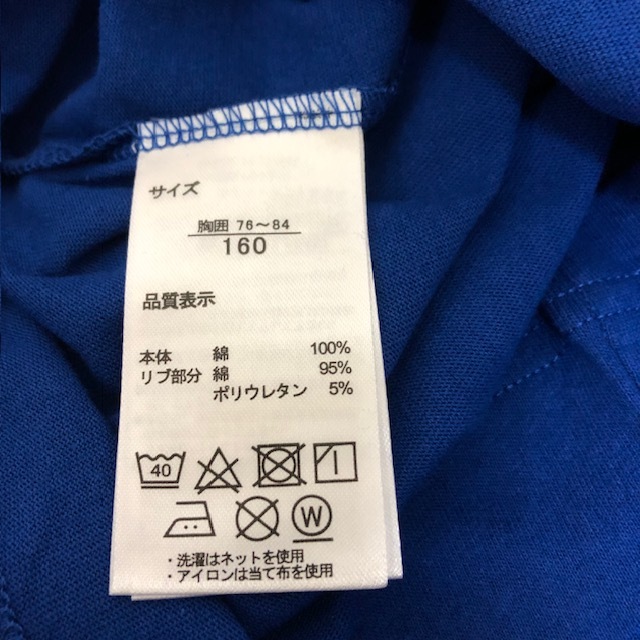 サイズ
胸囲 76～84
160
品質表示
本体 綿 100%
リブ部分 綿 95%
ポリウレタン 5%
40
W
・洗濯はネットを使用
・アイロンは当て布を使用